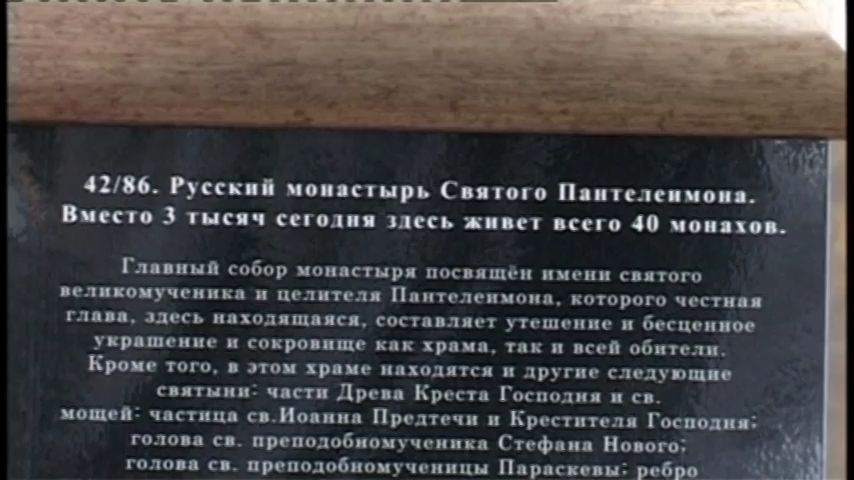 42/86. Русский монастырь Святого Пантелеимона.
Вместо 3 тысяч сегодня здесь живет всего 40 монахов.
Главный собор монастыря посвящён имени святого
великомученика и целителя Пантелеимона, которого честная
глава, здесь находящаяся, составляет утешение и бесценное
украшение и сокровище как храма, так и всей обители.
Кроме того, в этом храме находятся и другие следующие
святыни: части Древа Креста Господня и св.
мощей: частица св.Иоанна Предтечи и Крестителя Господня;
голова св. преподобномученика Стефана Нового;
голова св. преподобномученицы Параскевы; ребро